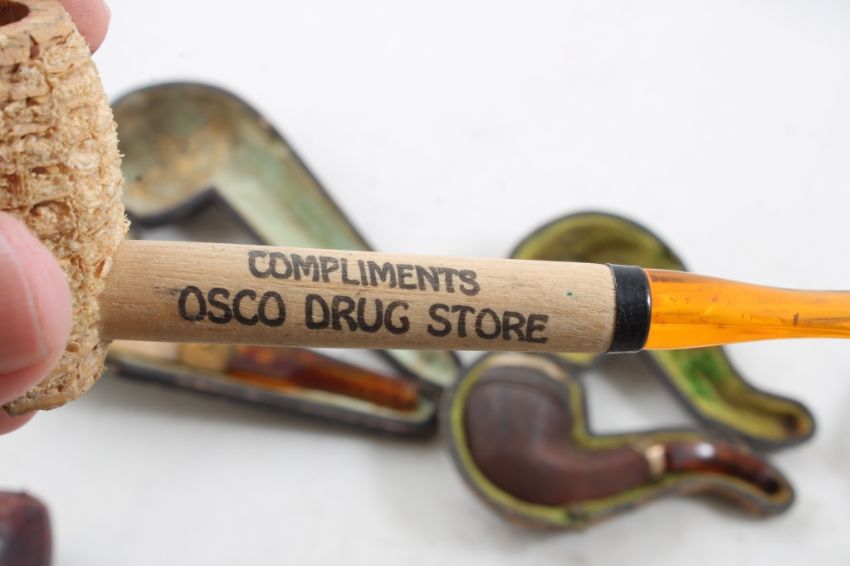 COMPLIMENTS
OSCO DRUG STORE